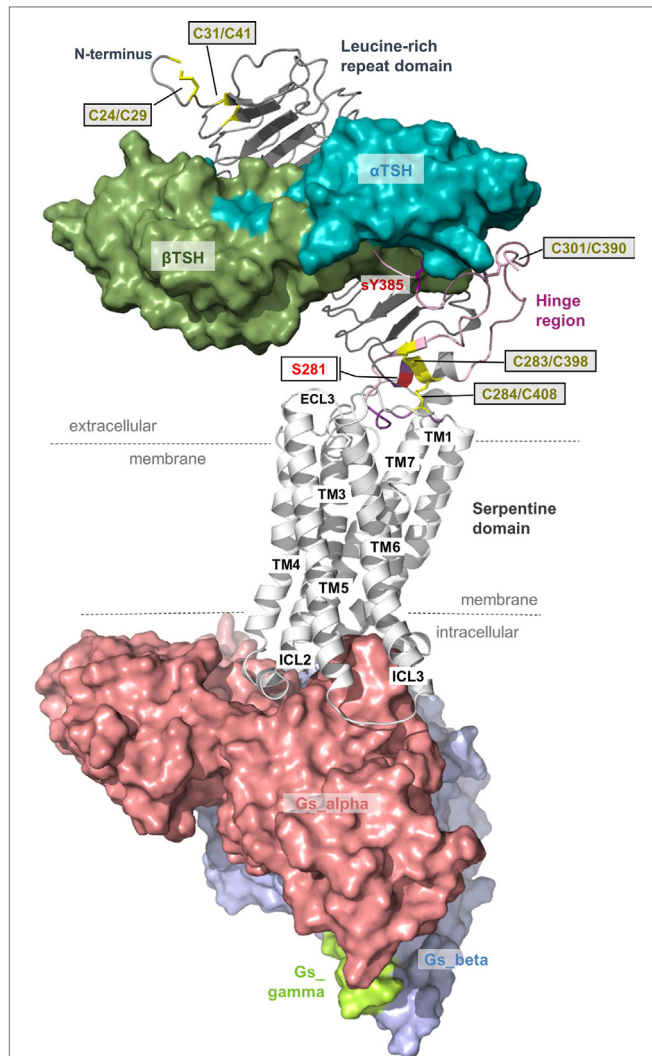 C31/C41
N-terminus
Leucine-rich
repeat domain
C24/C29
αTSH
βTSH
C301/C390
sY385
Hinge
region
S281
C283/C398
C284/C408
ECL3
extracellular
TM1
membrane
TM7
TM3
Serpentine
domain
TM6
TM4
TM5
membrane
intracellular
ICL2
ICL3
Gs_alpha
Gs_beta
Gs_
gamma